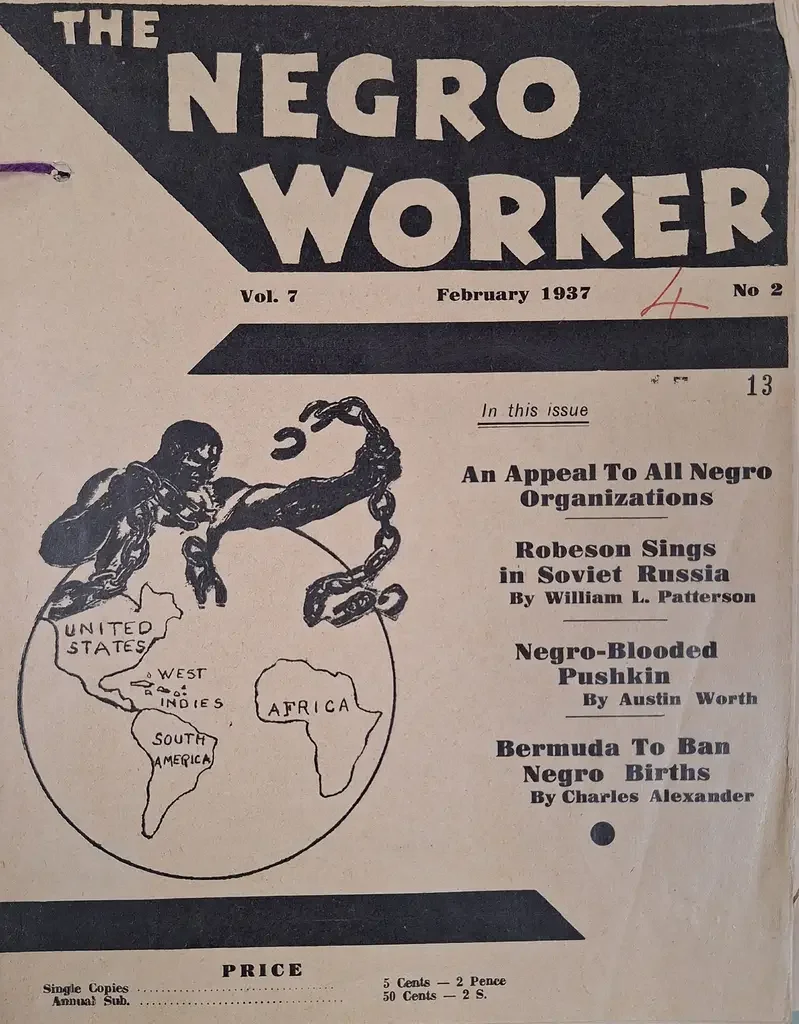 THE
NEGRO
WORKER
Vol. 7 February 1937 4 No 2
13
In this issue
An Appeal To All Negro
Organizations
Robeson Sings
in Soviet Russia
By William L. Patterson
Negro-Blooded
Pushkin
By Austin Worth
Bermuda To Ban
Negro Births
By Charles Alexander
UNITED
STATES
WEST
INDIES
SOUTH
AMERICA
AFRICA
PRICE
Single Copies .............................. 5 Cents — 2 Pence
Annual Sub. .............................. 50 Cents — 2 S.